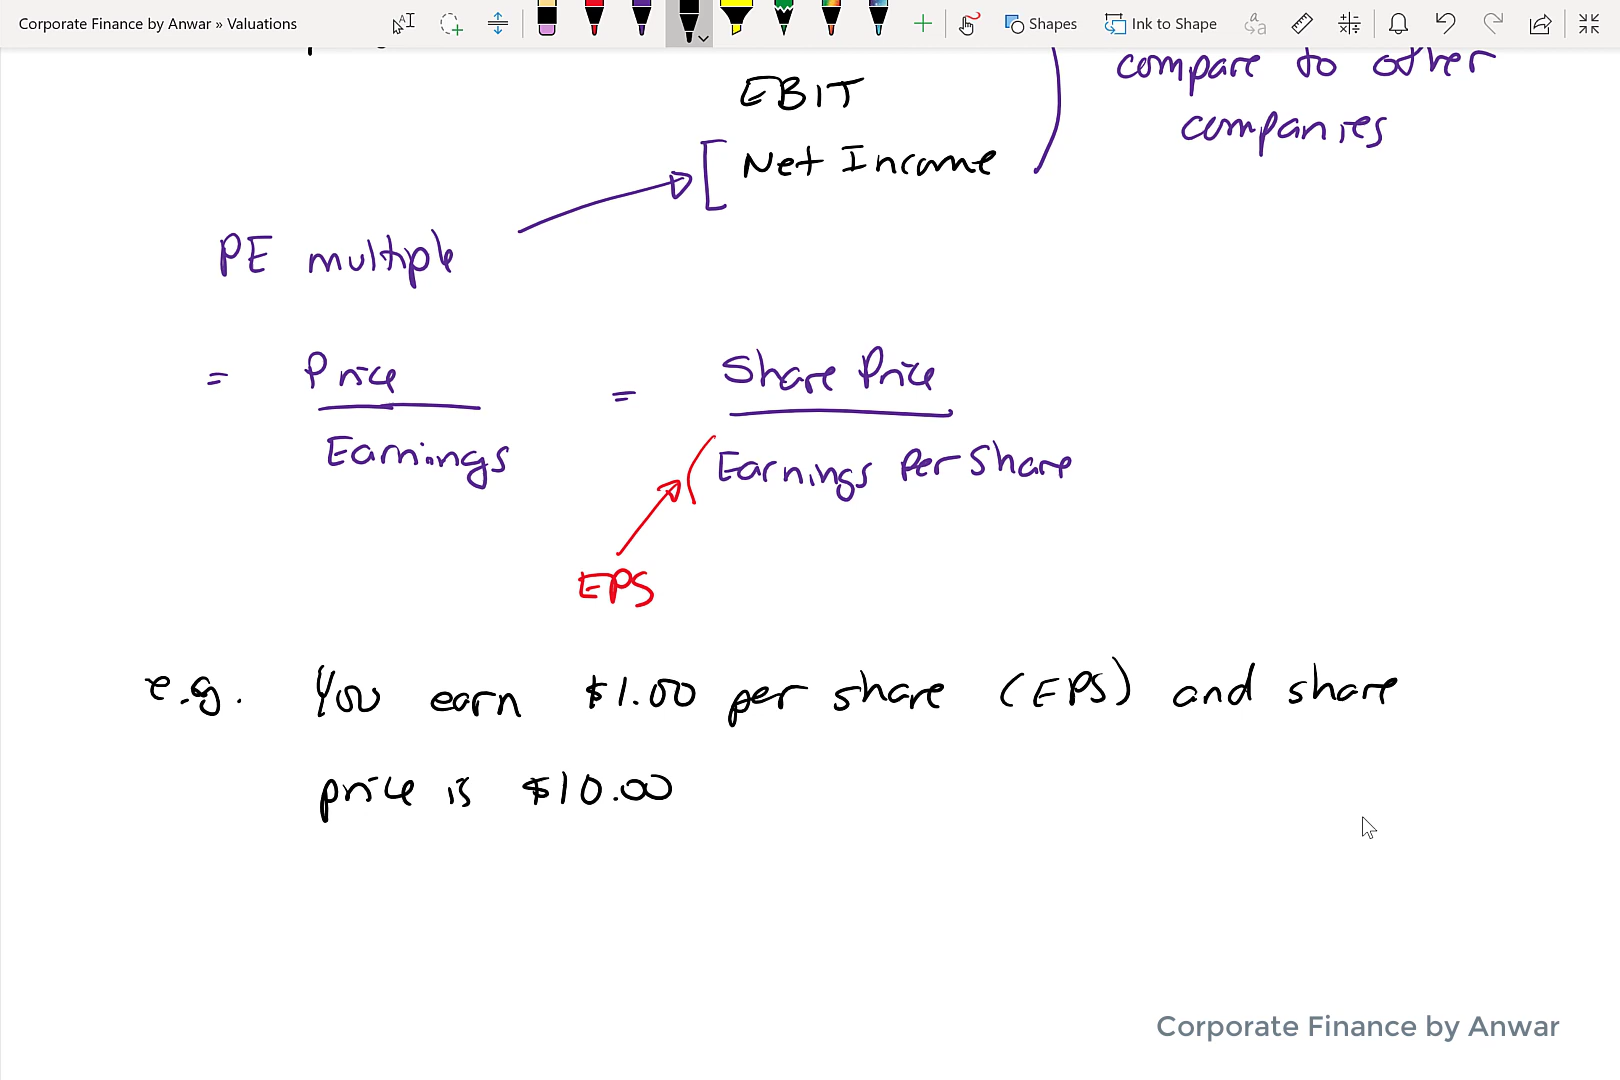 Corporate Finance by Anwar » Valuations
Shapes
Ink to Shape
compare to other
companies
EBIT
Net Income
PE multiple
= Price / Earnings = Share Price / Earnings Per Share
EPS
e.g. You earn $1.00 per share (EPS) and share
price is $10.00
Corporate Finance by Anwar